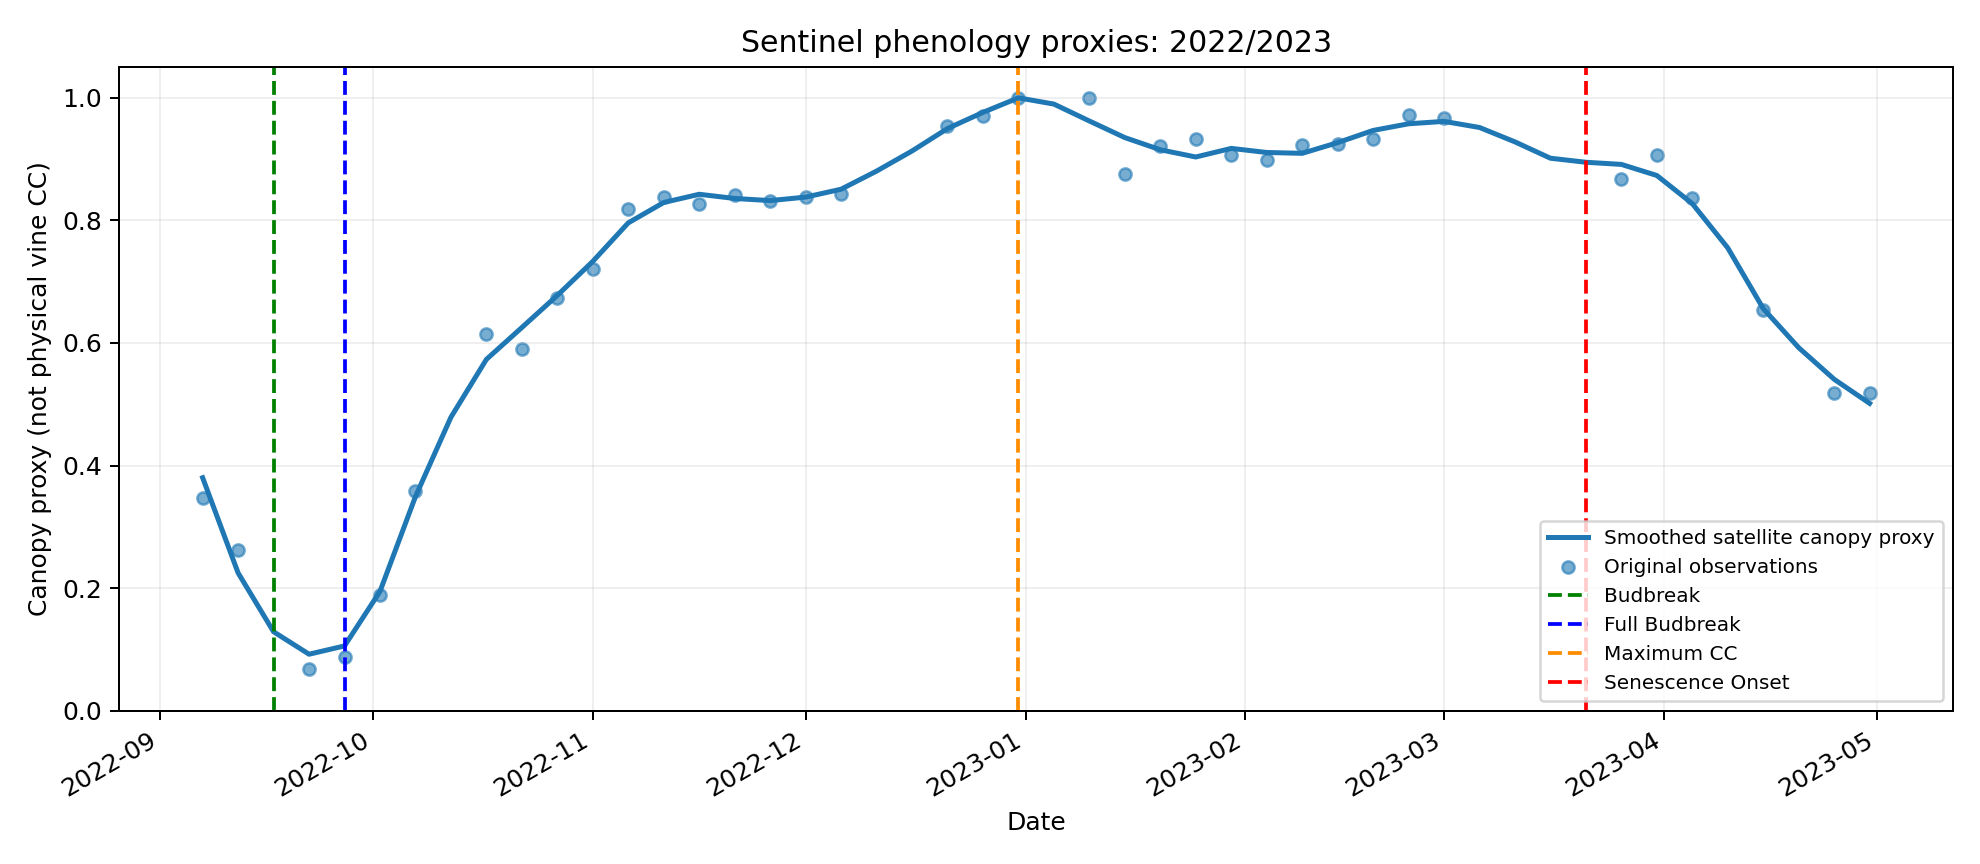 Sentinel phenology proxies: 2022/2023
Canopy proxy (not physical vine CC)
1.0
0.8
0.6
0.4
0.2
0.0
Smoothed satellite canopy proxy
Original observations
Budbreak
Full Budbreak
Maximum CC
Senescence Onset
2022-09
2022-10
2022-11
2022-12
2023-01
2023-02
2023-03
2023-04
2023-05
Date